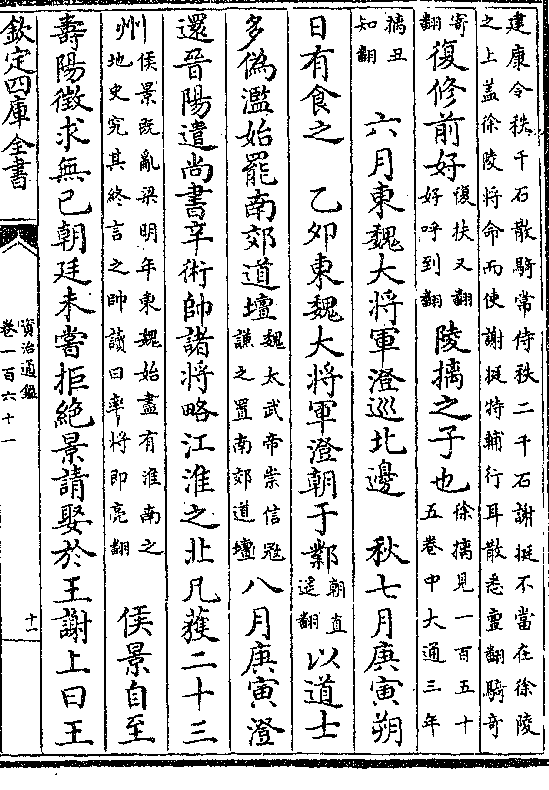 建康令秩千石散騎常侍秩二千石謝挺不當在徐陵
之上蓋徐陵將命而使謝挺特輔行耳散悉亶翻騎奇
寄翻復修前好復扶又翻好呼到翻陵摛之子也徐摛見一百五十五卷中大通三年
摛丑知翻 六月東魏大將軍澄巡北邊 秋七月庚寅朔
日有食之 乙卯東魏大將軍澄朝于鄴朝直遥翻以道士
多偽濫始罷南郊道壇魏太武帝崇信冦謙之置南郊道壇八月庚寅澄
還晉陽遣尚書辛術帥諸將略江淮之北凡獲二十三
州侯景既亂梁明年東魏始盡有淮南之地史究其終言之帥讀曰率將即亮翻 侯景自至
壽陽徵求無已朝廷未嘗拒絶景請娶於王謝上曰王
欽定四庫全書
資治通鑑
卷一百六十一
十一